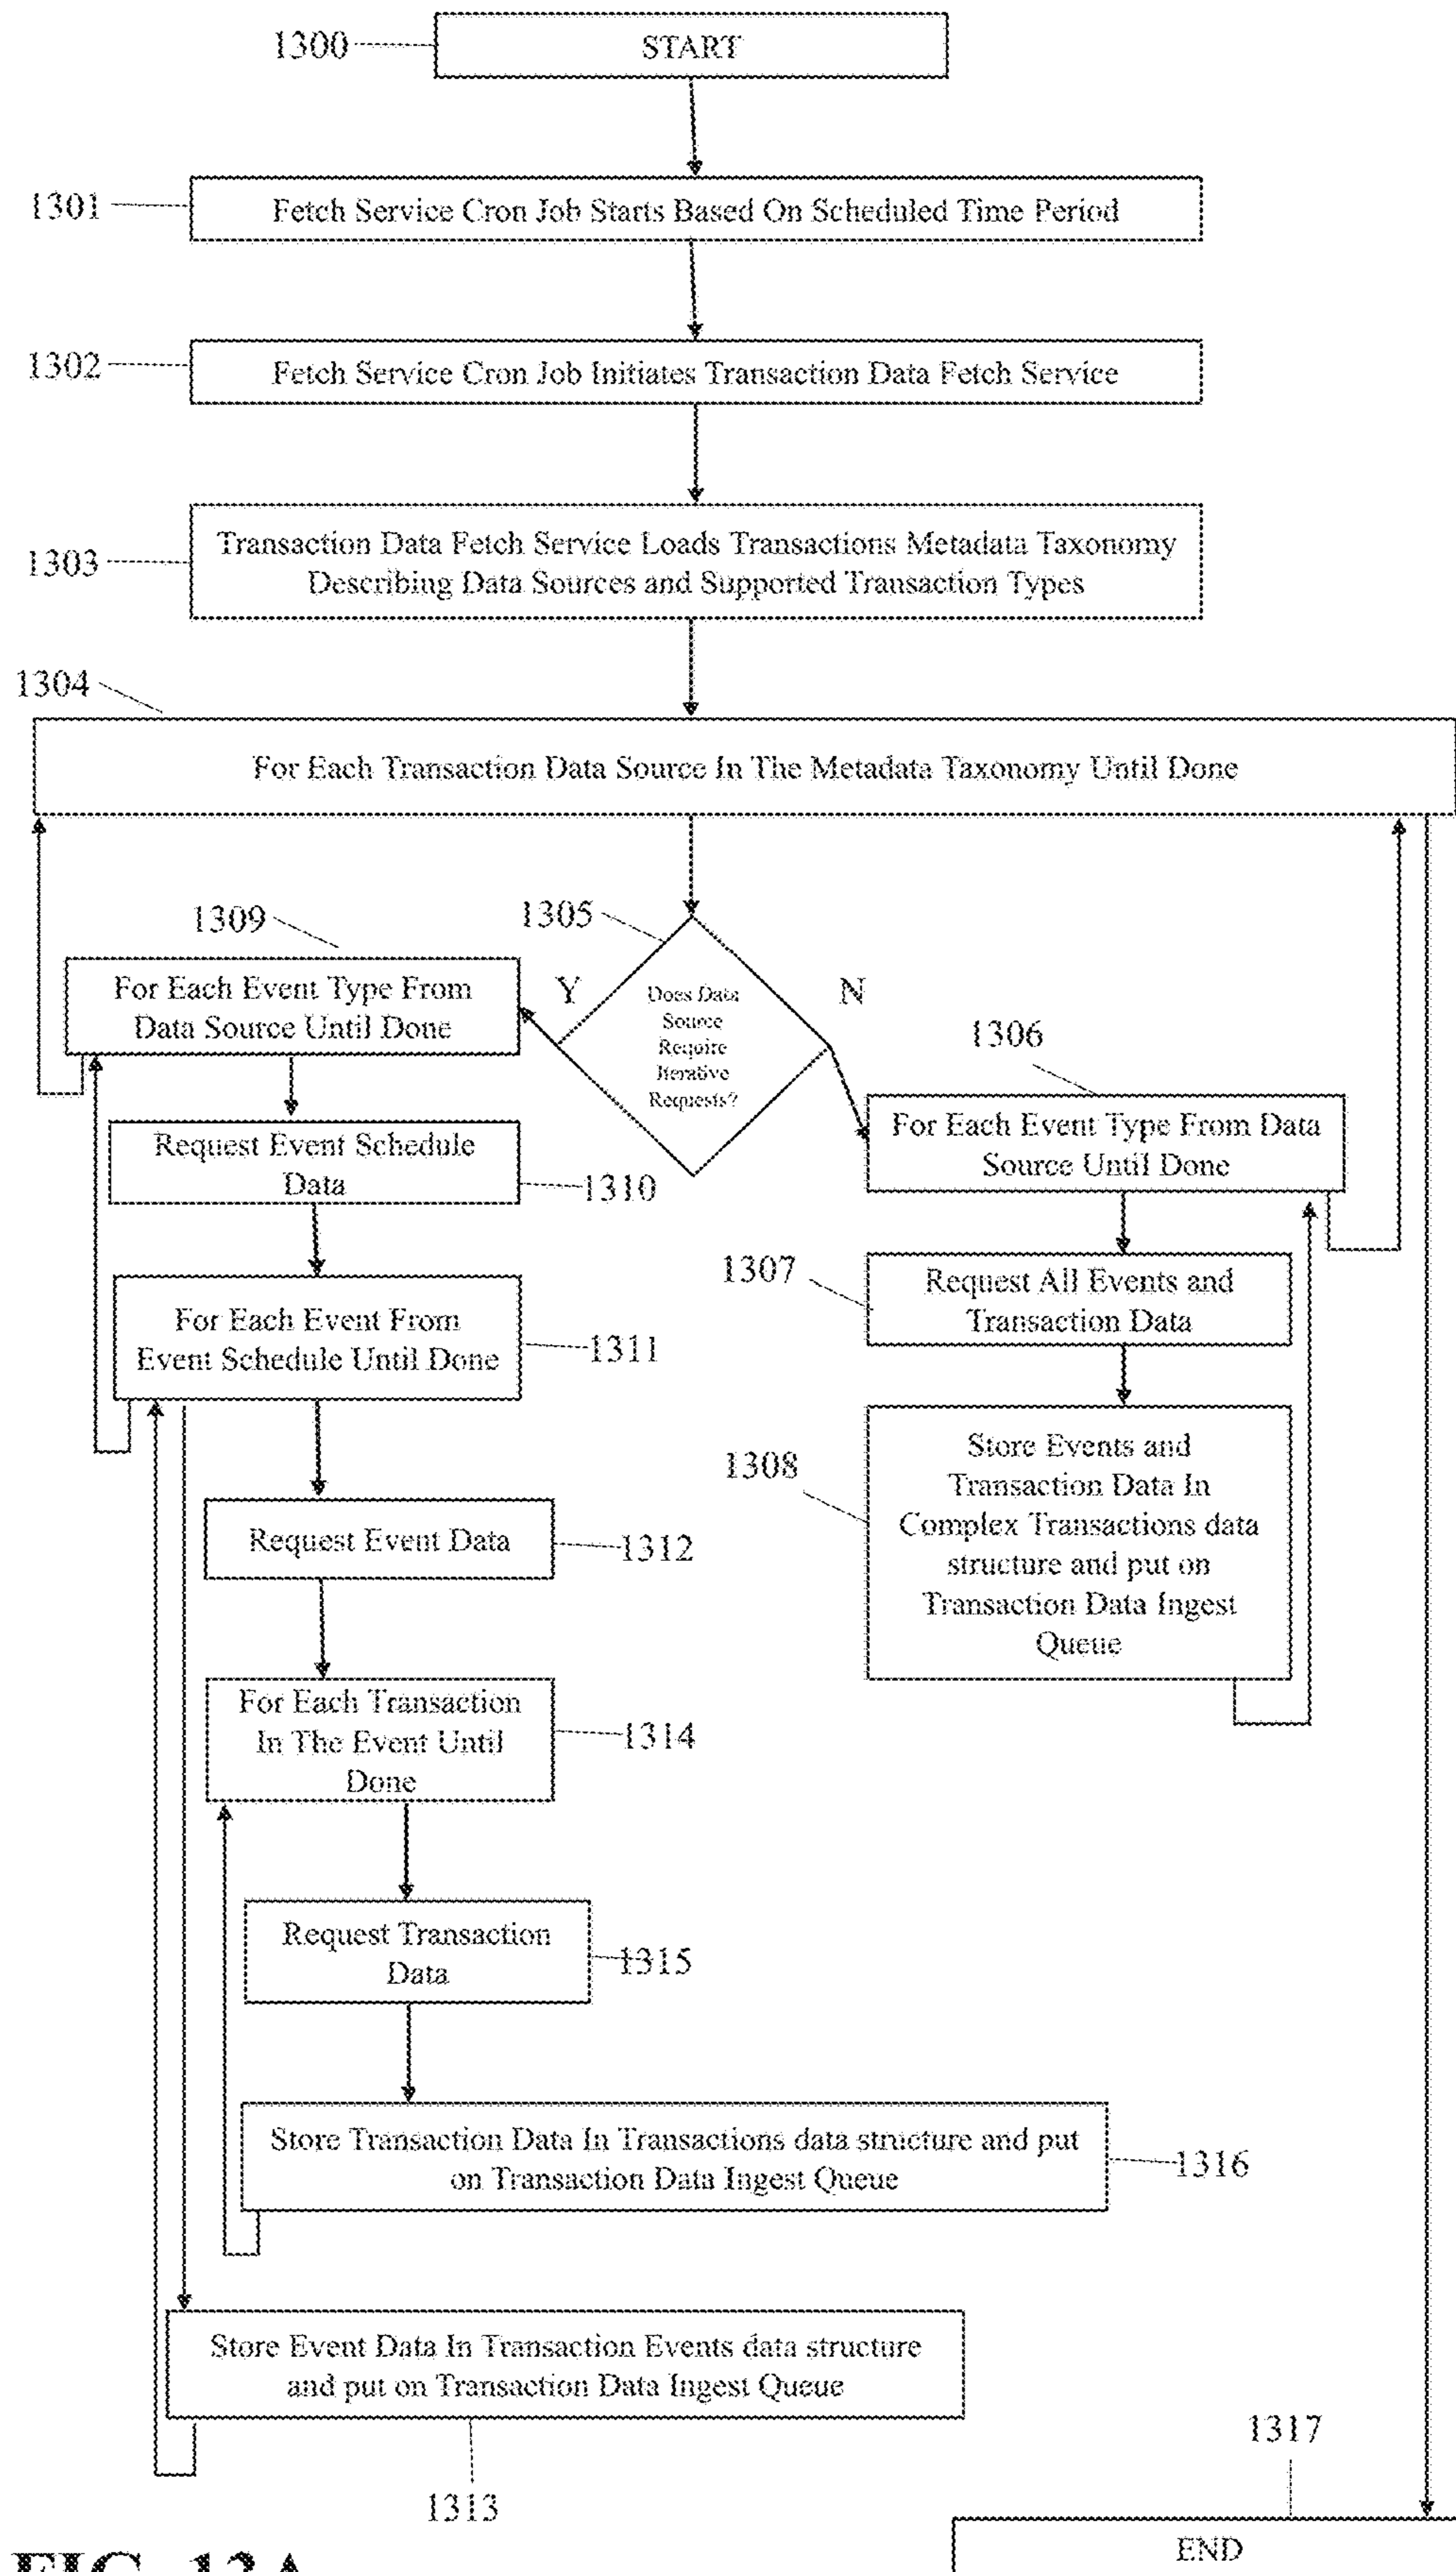 1300
START
1301
Fetch Service Cron Job Starts Based On Scheduled Time Period
1302
Fetch Service Cron Job Initiates Transaction Data Fetch Service
1303
Transaction Data Fetch Service Loads Transactions Metadata Taxonomy
Describing Data Sources and Supported Transaction Types
1304
For Each Transaction Data Source In The Metadata Taxonomy Until Done
1305
Does Data
Source
Require
Iterative
Requests?
Y
N
1309
For Each Event Type From
Data Source Until Done
1306
For Each Event Type From Data
Source Until Done
Request Event Schedule
Data
1310
1307
Request All Events and
Transaction Data
For Each Event From
Event Schedule Until Done
1311
1308
Store Events and
Transaction Data In
Complex Transactions data
structure and put on
Transaction Data Ingest
Queue
Request Event Data
1312
For Each Transaction
In The Event Until
Done
1314
Request Transaction
Data
1315
Store Transaction Data In Transactions data structure and put
on Transaction Data Ingest Queue
1316
Store Event Data In Transaction Events data structure
and put on Transaction Data Ingest Queue
1313
1317
END
FIG. 13A